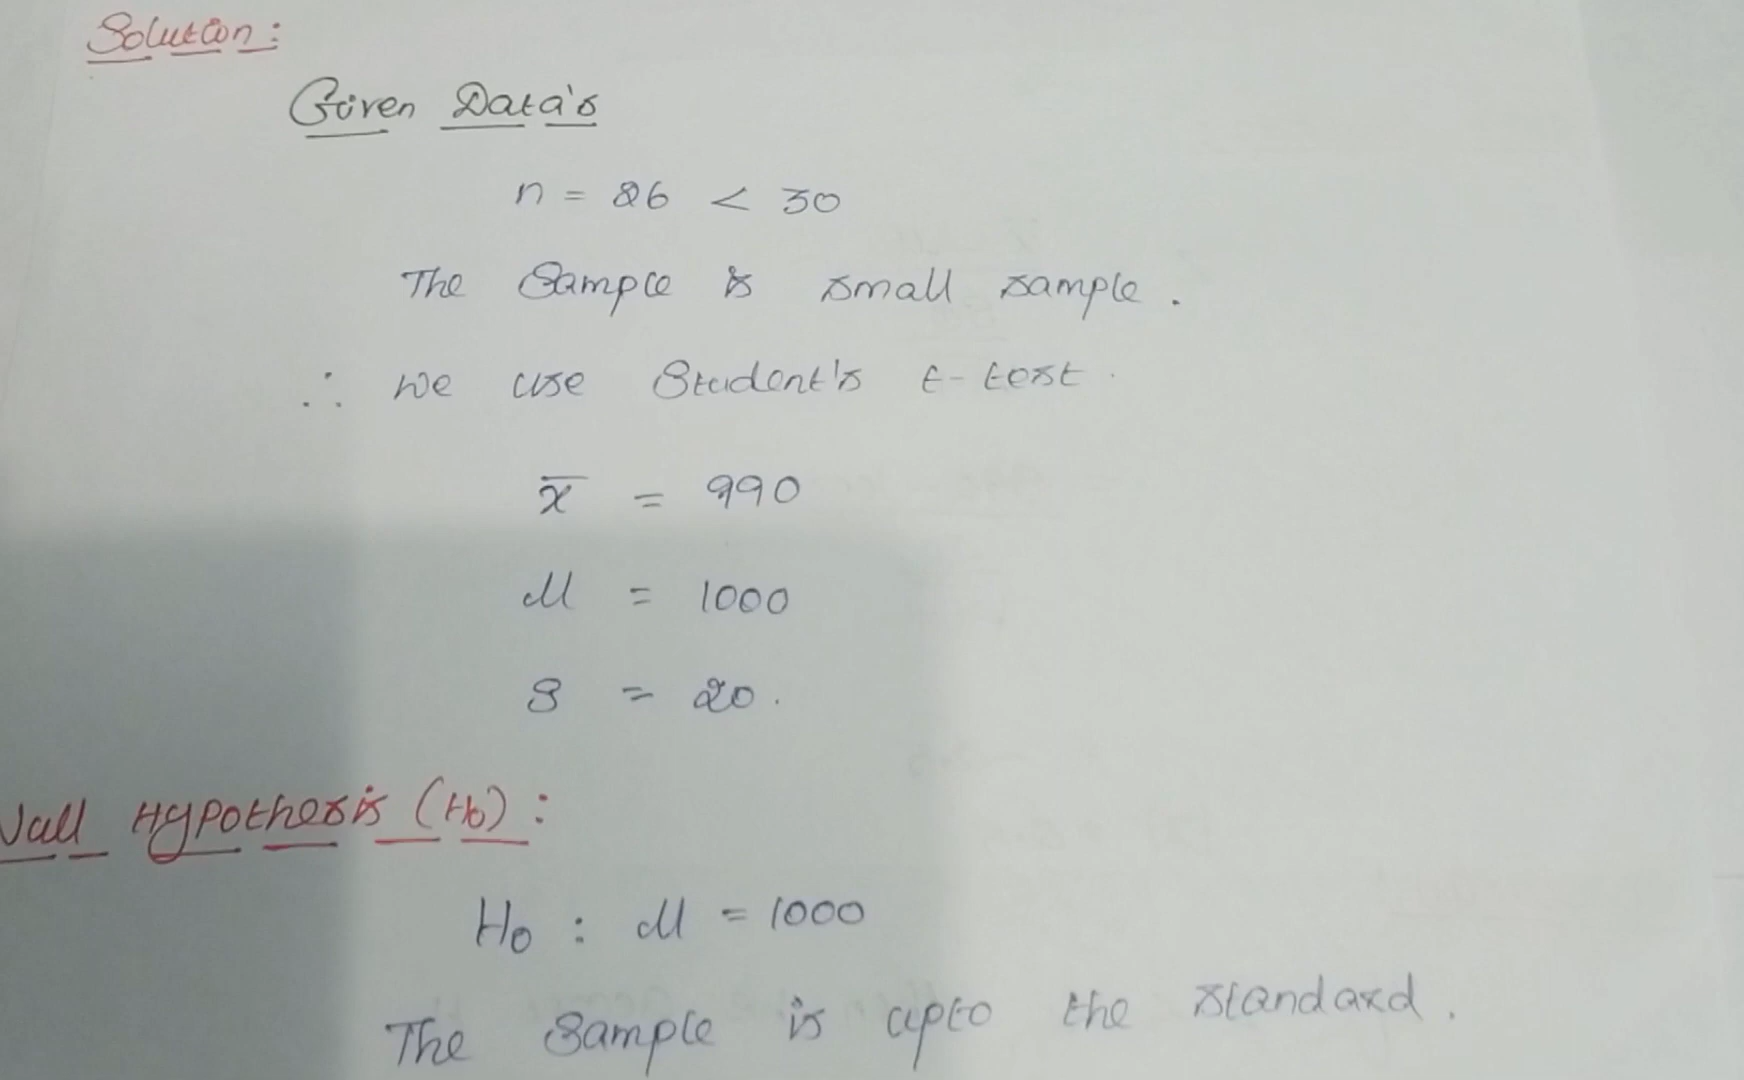 Solution:
Given Data's
n = 26 < 30
The Sample is small sample.
∴ we use Student's t-test.
x̄ = 990
μ = 1000
S = 20.
Null Hypothesis (H₀):
H₀ : μ = 1000
The Sample is upto the standard.